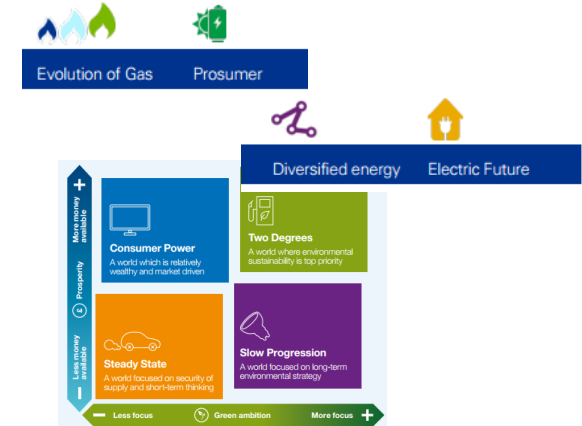 Evolution of Gas
Prosumer
Diversified energy
Electric Future
More money
available
Prosperity
£
Less money
available
Consumer Power
A world which is relatively
wealthy and market driven
Two Degrees
A world where environmental
sustainability is top priority
Steady State
A world focused on security of
supply and short-term thinking
Slow Progression
A world focused on long-term
environmental strategy
Less focus
Green ambition
More focus